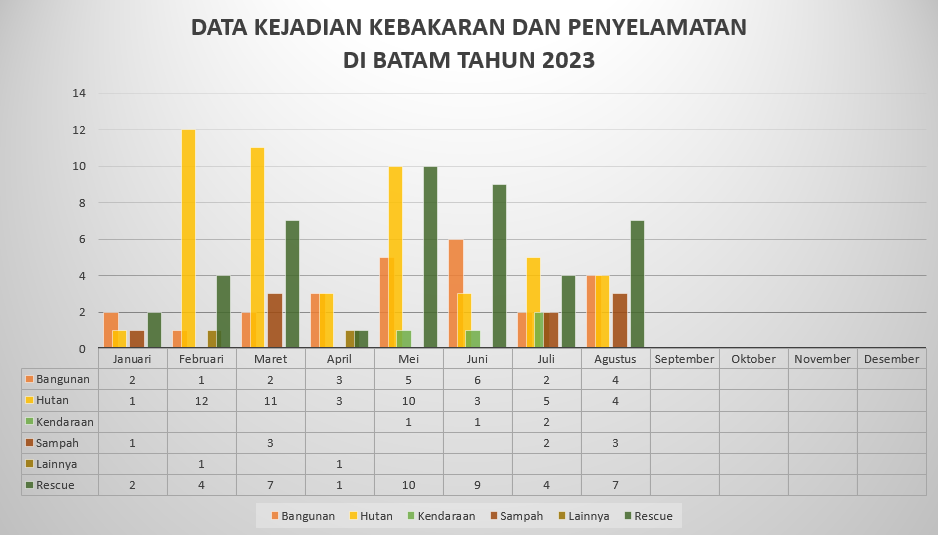 DATA KEJADIAN KEBAKARAN DAN PENYELAMATAN
DI BATAM TAHUN 2023
14
12
10
8
6
4
2
0
Januari Februari Maret April Mei Juni Juli Agustus September Oktober November Desember
Bangunan 2 1 2 3 5 6 2 4
Hutan 1 12 11 3 10 3 5 4
Kendaraan 1 1 2
Sampah 1 3 2 3
Lainnya 1 1
Rescue 2 4 7 1 10 9 4 7
Bangunan Hutan Kendaraan Sampah Lainnya Rescue